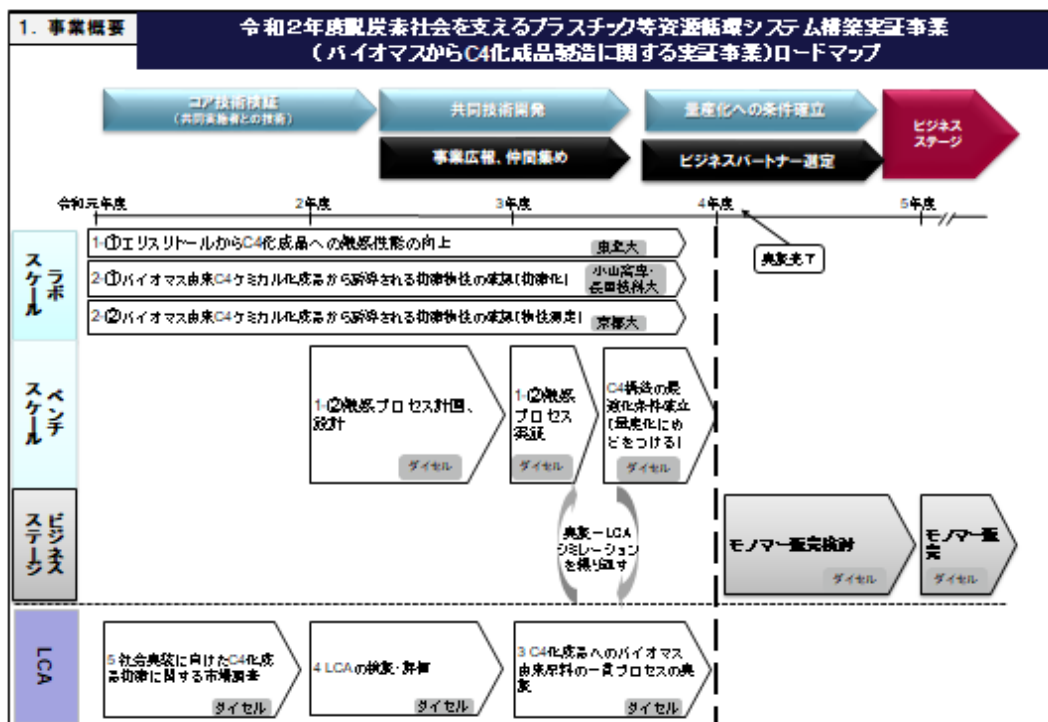 1. 事業概要
令和2年度脱炭素社会を支えるプラスチック等資源循環システム構築実証事業
(バイオマスからC4化成品製造に関する実証事業)ロードマップ
コア技術検証
(共同実施者との技術)
共同技術開発
量産化への条件確立
ビジネス
ステージ
事業広報、仲間集め
ビジネスパートナー選定
令和元年度
2年度
3年度
4年度
5年度
ラボ
スケール
1-①エリスリトールからC4化成品への触媒性能の向上
東北大
2-①バイオマス由来C4ケミカル化成品から誘導される樹脂物性の確認(樹脂化)
小山高専・
長岡技科大
2-②バイオマス由来C4ケミカル化成品から誘導される樹脂物性の確認(物性測定)
京都大
実証完了
ベンチ
スケール
1-②触媒プロセス計画、
設計
ダイセル
1-②触媒
プロセス
実証
ダイセル
C4構造の最
適化条件確立
(量産化にめ
どをつける)
ダイセル
ビジネス
ステージ
実証-LCA
シミレーション
を繰り返す
モノマー販売検討
ダイセル
モノマー販
売
ダイセル
LCA
5 社会実装に向けたC4化成
品樹脂に関する市場調査
ダイセル
4 LCAの検証・評価
ダイセル
3 C4化成品へのバイオマス
由来原料の一貫プロセスの実
証
ダイセル